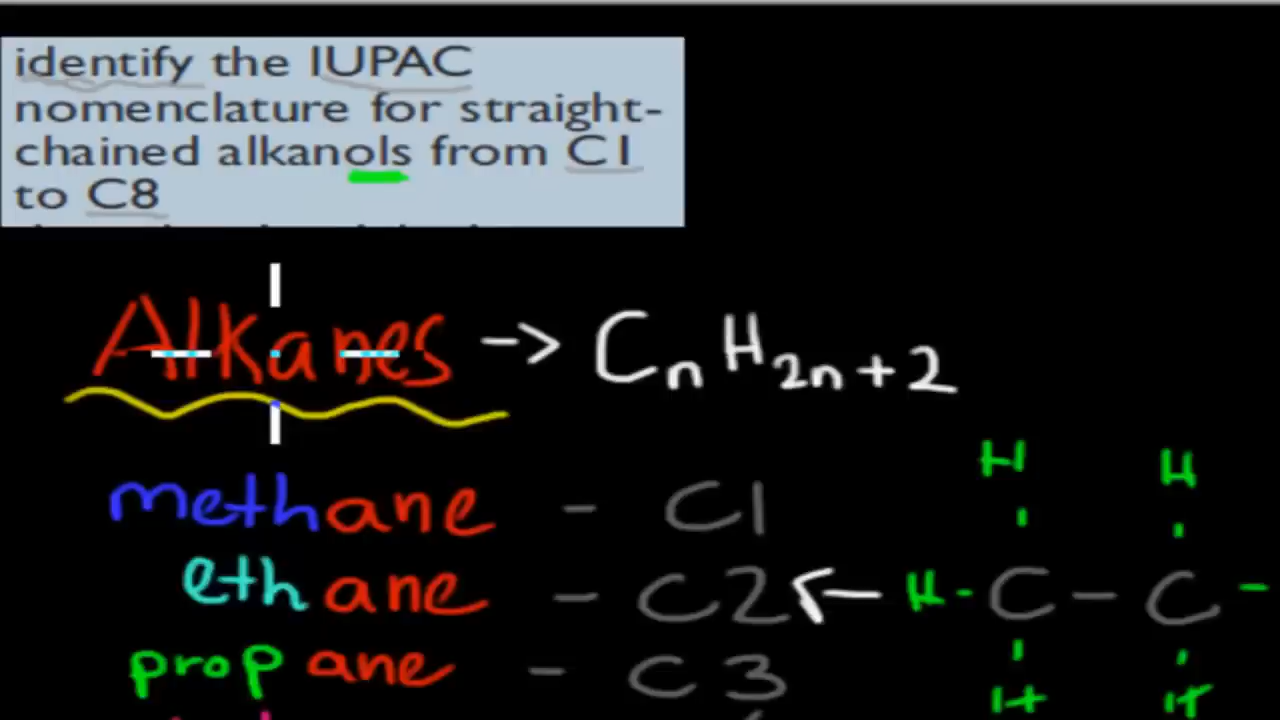 identify the IUPAC
nomenclature for straight-
chained alkanols from C1
to C8
Alkanes -> CnH2n+2
H H
methane - C1
ethane - C2 <- H - C - C -
propane - C3
H H